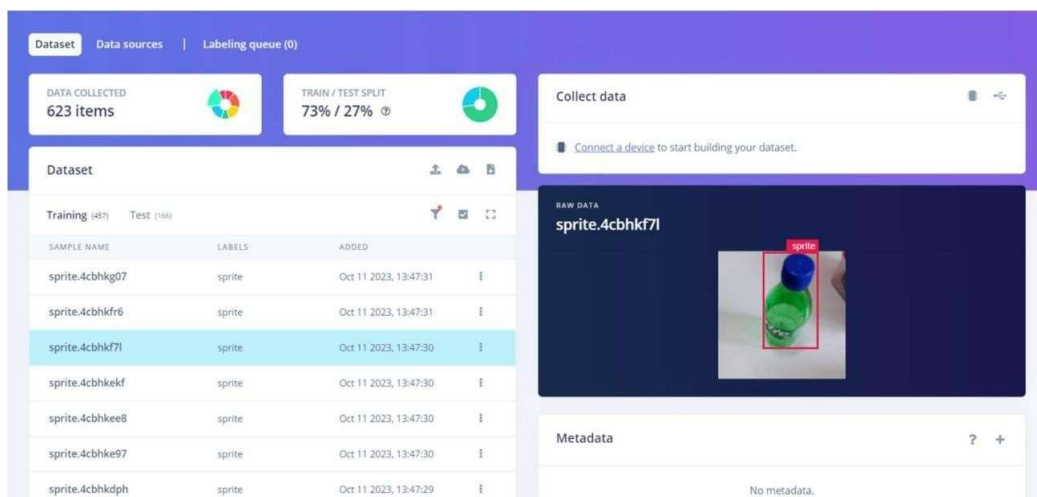 Dataset Data sources | Labeling queue (0)
DATA COLLECTED
623 items
TRAIN / TEST SPLIT
73% / 27% ?
Dataset
Training (457) Test (166)
SAMPLE NAME LABELS ADDED
sprite.4cbhkg07 sprite Oct 11 2023, 13:47:31
sprite.4cbhkfr6 sprite Oct 11 2023, 13:47:31
sprite.4cbhkf7l sprite Oct 11 2023, 13:47:30
sprite.4cbhkekf sprite Oct 11 2023, 13:47:30
sprite.4cbhkee8 sprite Oct 11 2023, 13:47:30
sprite.4cbhke97 sprite Oct 11 2023, 13:47:30
sprite.4cbhkdph sprite Oct 11 2023, 13:47:29
Collect data
Connect a device to start building your dataset.
RAW DATA
sprite.4cbhkf7l
sprite
Metadata ? +
No metadata.